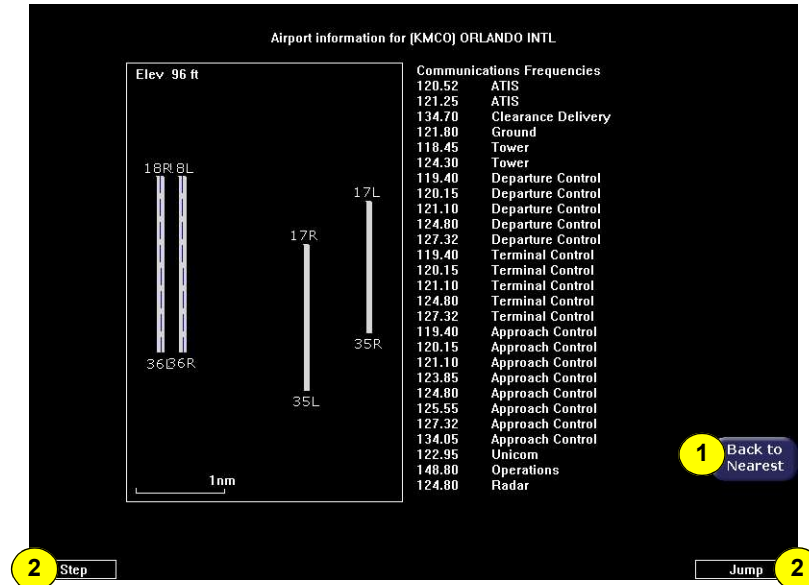 Airport information for (KMCO) ORLANDO INTL
Elev 96 ft
18R
8L
17L
17R
36L
36R
35R
35L
1nm
Communications Frequencies
120.52 ATIS
121.25 ATIS
134.70 Clearance Delivery
121.80 Ground
118.45 Tower
124.30 Tower
119.40 Departure Control
120.15 Departure Control
121.10 Departure Control
124.80 Departure Control
127.32 Departure Control
119.40 Terminal Control
120.15 Terminal Control
121.10 Terminal Control
124.80 Terminal Control
127.32 Terminal Control
119.40 Approach Control
120.15 Approach Control
121.10 Approach Control
123.85 Approach Control
124.80 Approach Control
125.55 Approach Control
127.32 Approach Control
134.05 Approach Control
122.95 Unicom
148.80 Operations
124.80 Radar
1 Back to
Nearest
2 Step
Jump 2